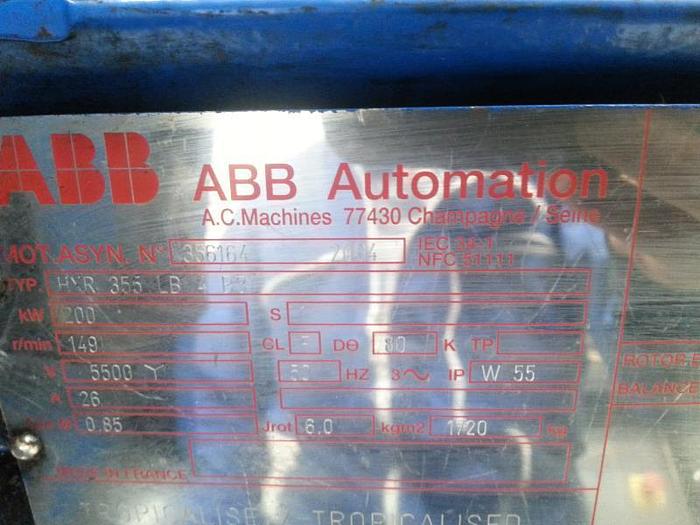 ABB ABB Automation
A.C.Machines 77430 Champagne / Seine
MOT.ASYN. N° 356164 2004 IEC 34-1
NFC 51111
TYP. HXR 355 LB 4
kW 200 S
r/min 1491 CL DΘ 80 K TP
V 5500 Y 50 HZ 3~ IP W 55
A 26
0.85 Jrot 6.0 kgm2 1720 kg
MADE IN FRANCE
ROTOR
BALANCE
TROPICALISE / TROPICALISED